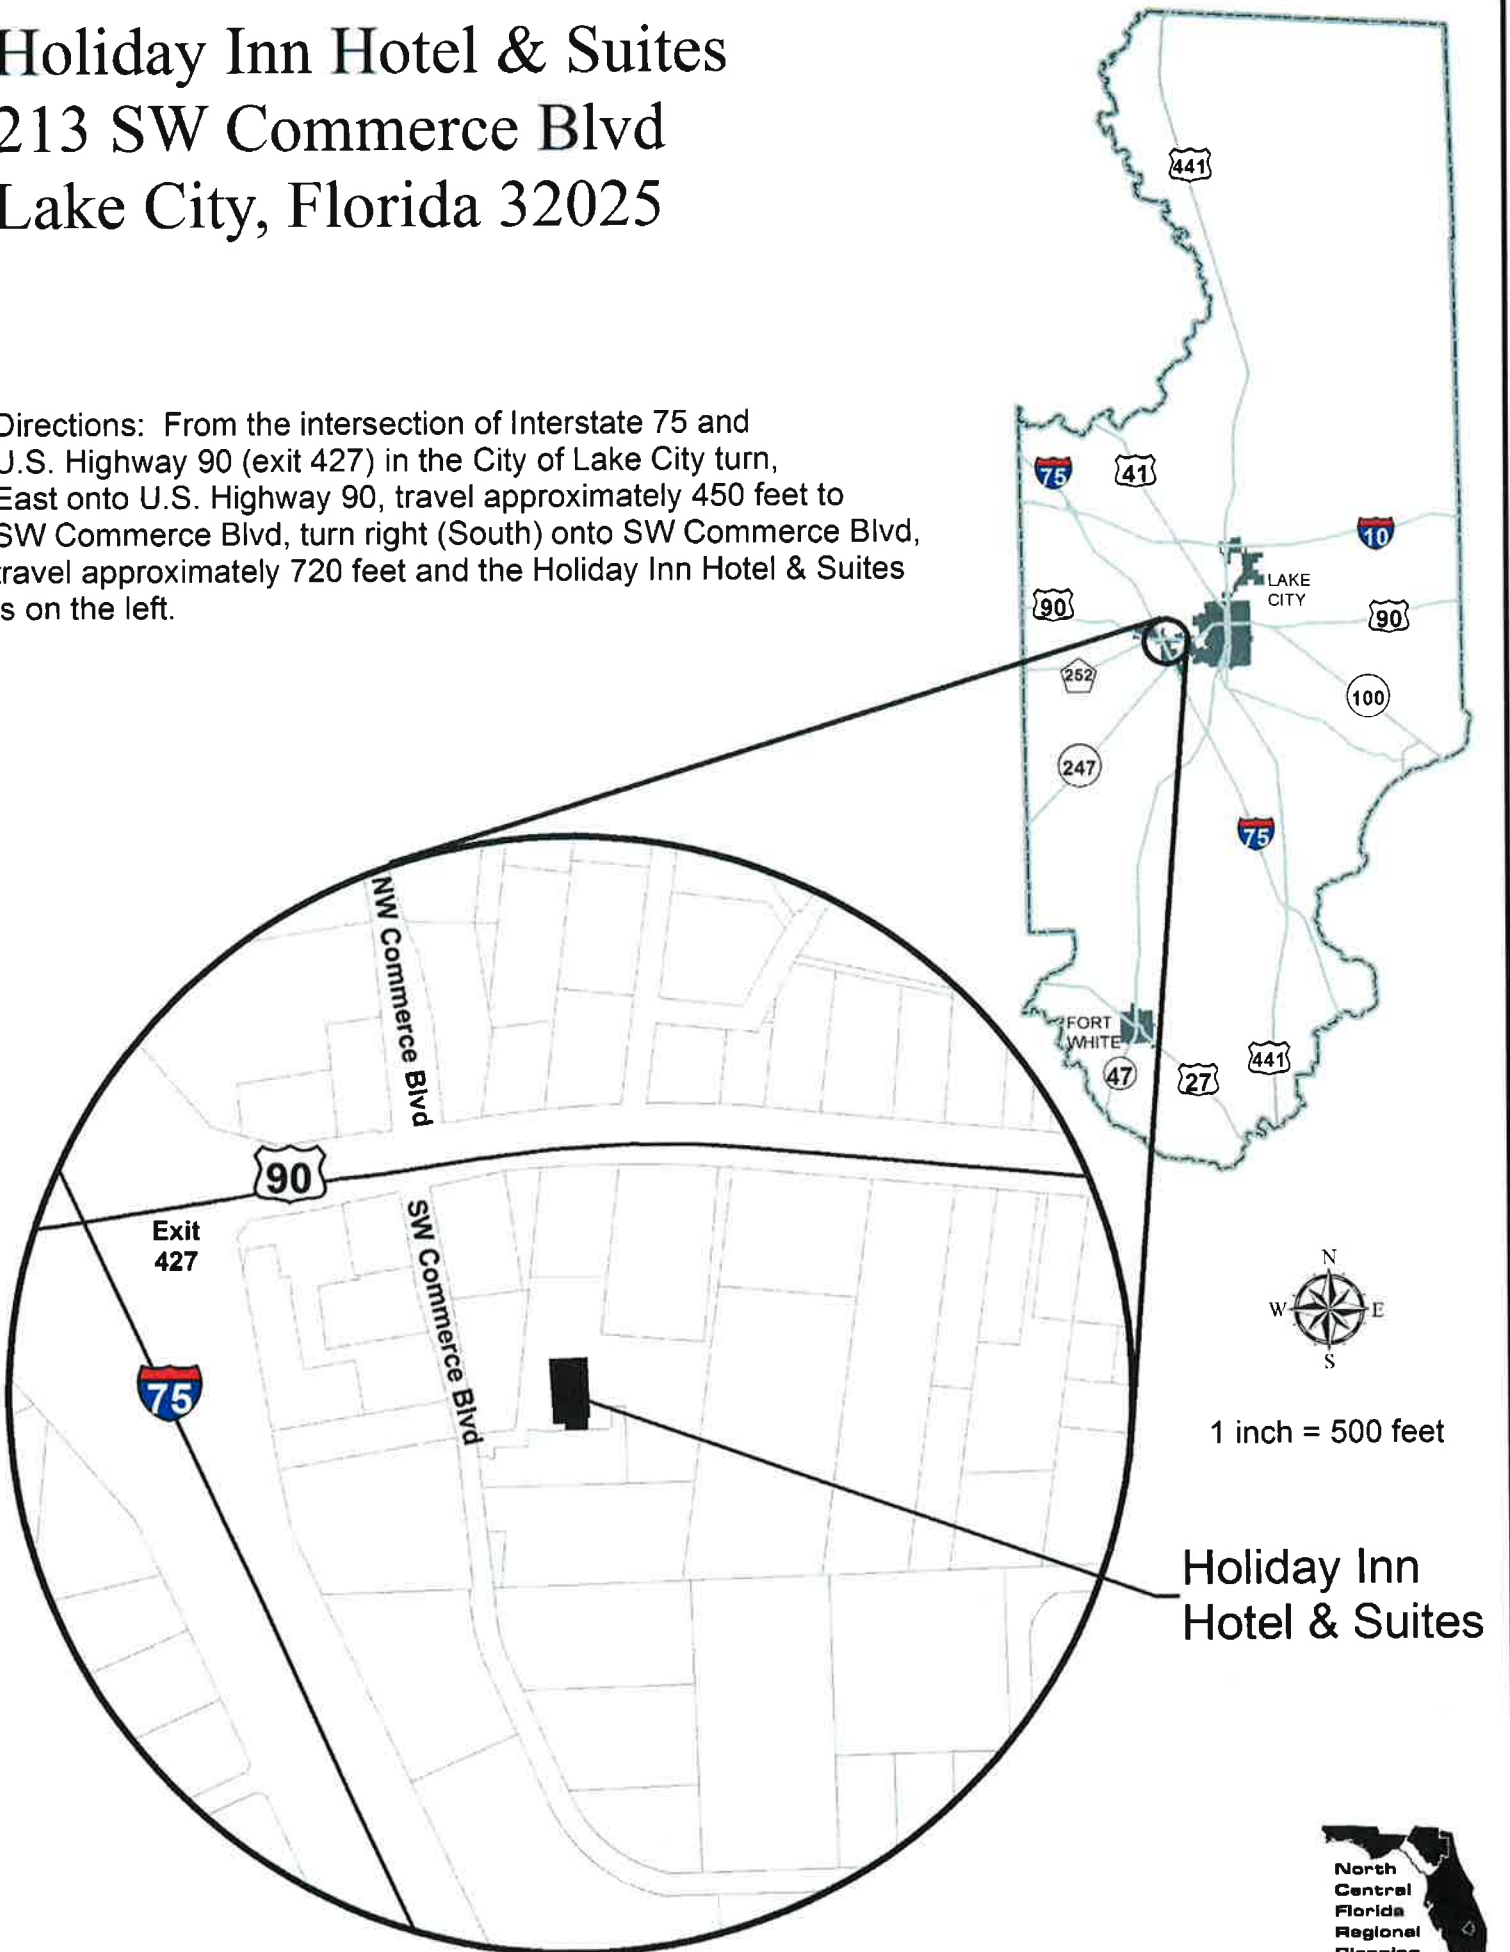 Holiday Inn Hotel & Suites
213 SW Commerce Blvd
Lake City, Florida 32025
Directions: From the intersection of Interstate 75 and
U.S. Highway 90 (exit 427) in the City of Lake City turn,
East onto U.S. Highway 90, travel approximately 450 feet to
SW Commerce Blvd, turn right (South) onto SW Commerce Blvd,
travel approximately 720 feet and the Holiday Inn Hotel & Suites
is on the left.
441
75
41
10
LAKE
CITY
90
90
252
100
247
75
FORT
WHITE
47
27
441
NW Commerce Blvd
90
Exit
427
SW Commerce Blvd
75
N
W
E
S
1 inch = 500 feet
Holiday Inn
Hotel & Suites
North
Central
Florida
Regional
Planning